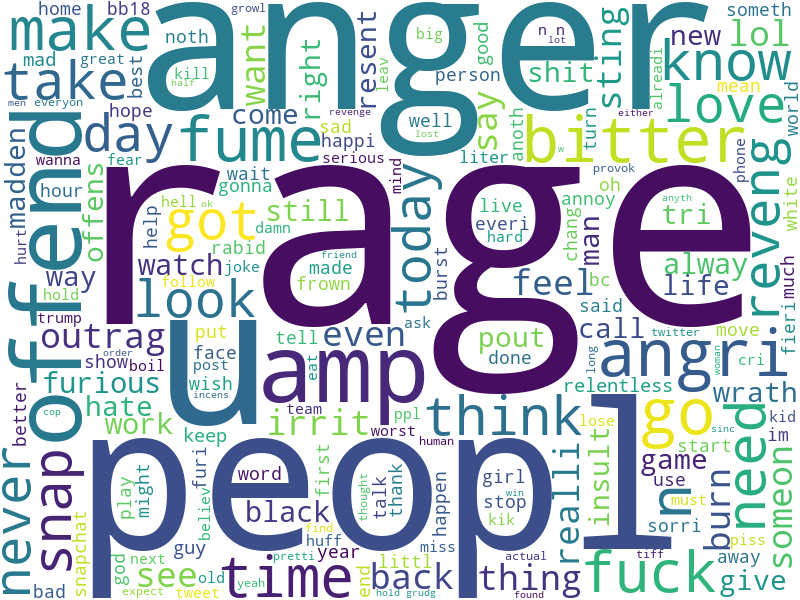 anger
rage
peopl
u
amp
offend
bitter
make
take
know
love
need
reveng
angri
go
got
fume
today
look
think
fuck
time
snap
never
day
feel
thing
back
see
outrag
furious
hate
work
irrit
pout
even
still
watch
way
want
right
resent
come
say
sting
shit
new
lol
home
bb18
noth
mad
great
best
kill
half
growl
big
leav
good
n_n
lot
someth
person
alreadi
mean
world
men
everyon
revenge
lost
well
either
w
hope
sad
happi
serious
mind
liter
anoth
turn
provok
phone
wanna
fear
wait
gonna
madden
offens
hour
hurt
hell
ok
damn
rabid
help
joke
made
frown
friend
follow
hold
trump
live
everi
hard
oh
annoy
chang
man
tri
anyth
alway
white
life
bc
burst
said
call
much
fieri
move
twitter
ask
done
cri
woman
long
relentless
wrath
kid
im
put
tell
face
post
wish
eat
incens
show
boil
order
better
cop
team
ppl
worst
human
keep
furi
word
first
thought
talk
thank
girl
stop
win
kik
happen
miss
realli
n
insult
lose
sinc
start
game
use
must
burn
sorri
piss
tiff
away
give
someon
actual
found
pretti
littl
year
end
hold grudg
find
huff
black
believ
play
might
guy
god
next
old
yeah
tweet
expect
snapchat
bad